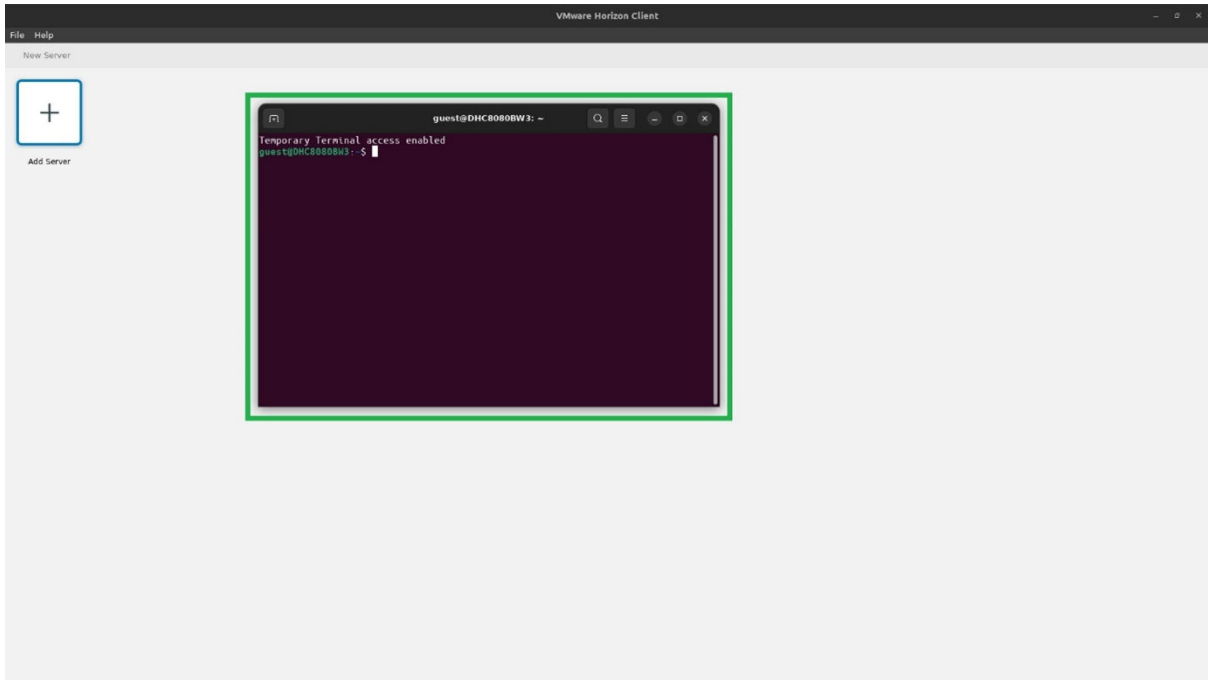 VMware Horizon Client
File Help
New Server
Add Server
guest@DHC8080BW3: ~
Temporary Terminal access enabled
guest@DHC8080BW3:~$